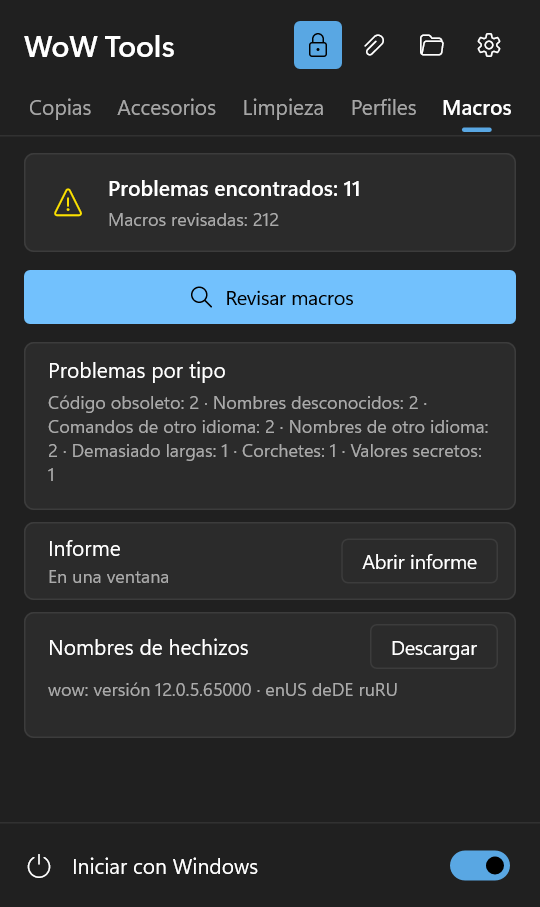 WoW Tools
Copias Accesorios Limpieza Perfiles Macros
Problemas encontrados: 11
Macros revisadas: 212
Revisar macros
Problemas por tipo
Código obsoleto: 2 · Nombres desconocidos: 2 ·
Comandos de otro idioma: 2 · Nombres de otro idioma:
2 · Demasiado largas: 1 · Corchetes: 1 · Valores secretos:
1
Informe
En una ventana
Abrir informe
Nombres de hechizos
Descargar
wow: versión 12.0.5.65000 · enUS deDE ruRU
Iniciar con Windows